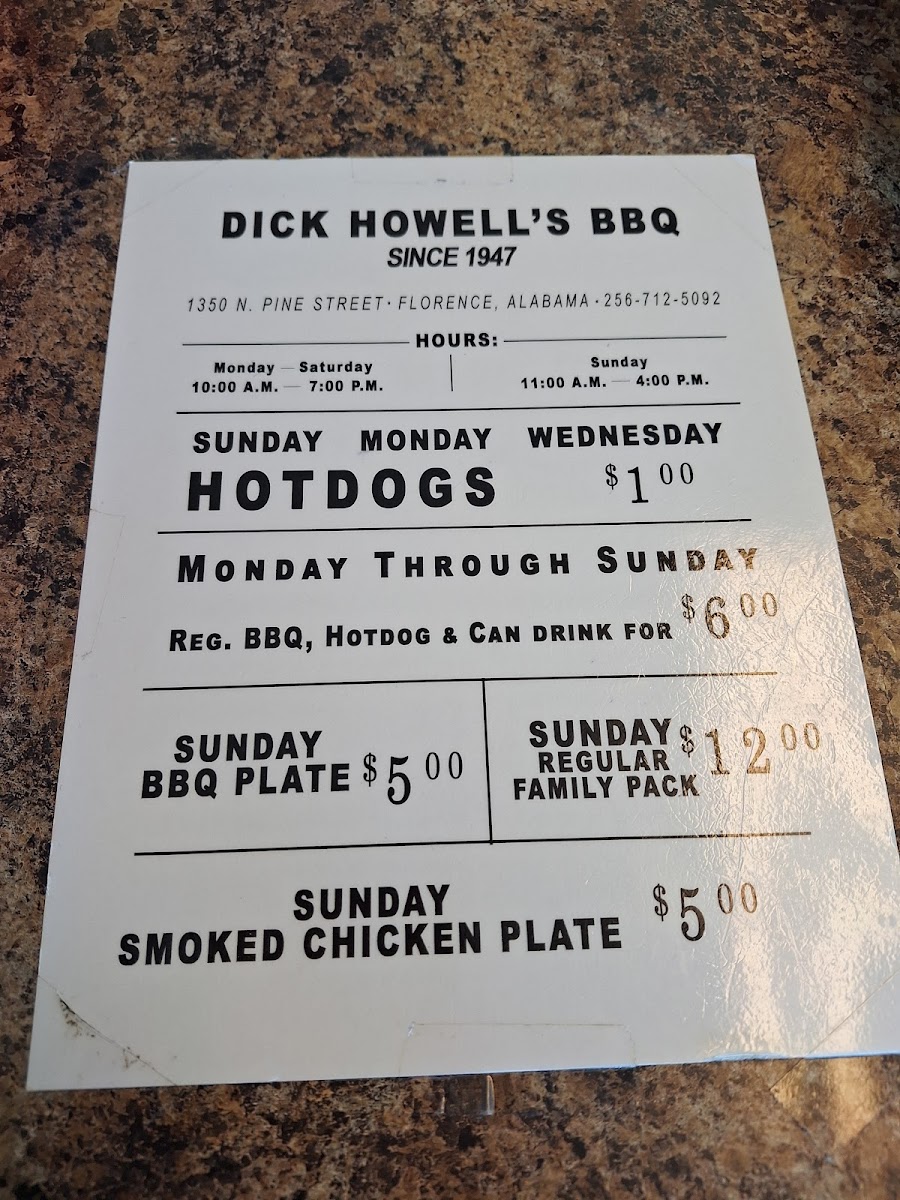 DICK HOWELL'S BBQ
SINCE 1947
1350 N. PINE STREET · FLORENCE, ALABAMA · 256-712-5092
HOURS:
Monday — Saturday
10:00 A.M. — 7:00 P.M.
Sunday
11:00 A.M. — 4:00 P.M.
SUNDAY MONDAY WEDNESDAY
HOTDOGS $1 00
MONDAY THROUGH SUNDAY
REG. BBQ, HOTDOG & CAN DRINK FOR $6 00
SUNDAY
BBQ PLATE $5 00
SUNDAY
REGULAR
FAMILY PACK $12 00
SUNDAY
SMOKED CHICKEN PLATE $5 00